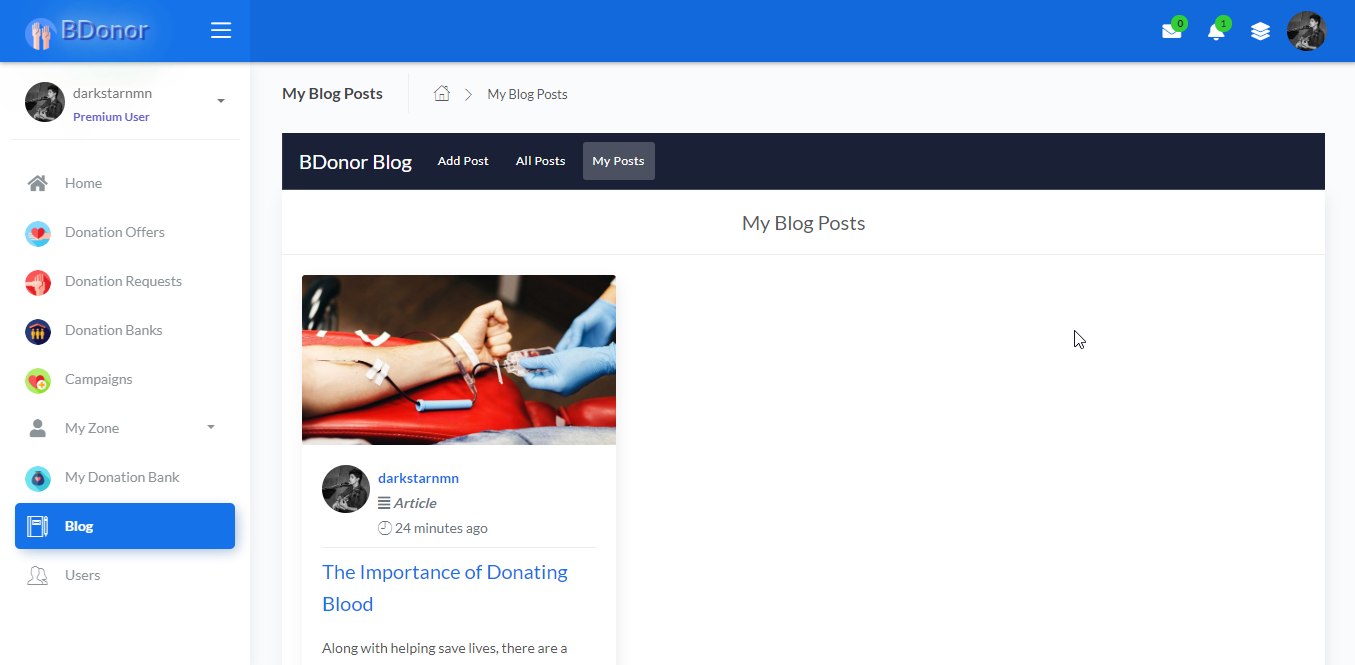 BDonor
0
1
darkstarnmn
Premium User
Home
Donation Offers
Donation Requests
Donation Banks
Campaigns
My Zone
My Donation Bank
Blog
Users
My Blog Posts
My Blog Posts
BDonor Blog
Add Post
All Posts
My Posts
My Blog Posts
darkstarnmn
Article
24 minutes ago
The Importance of Donating
Blood
Along with helping save lives, there are a